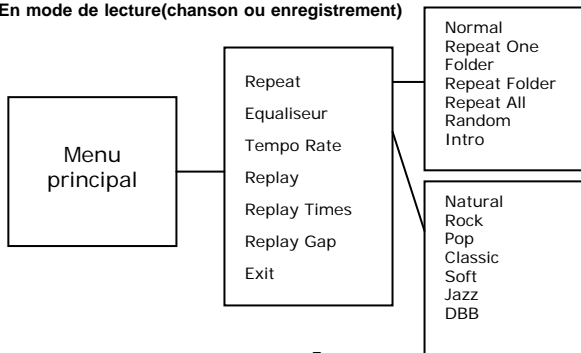 En mode de lecture(chanson ou enregistrement)
Menu
principal
Repeat
Equaliseur
Tempo Rate
Replay
Replay Times
Replay Gap
Exit
Normal
Repeat One
Folder
Repeat Folder
Repeat All
Random
Intro
Natural
Rock
Pop
Classic
Soft
Jazz
DBB